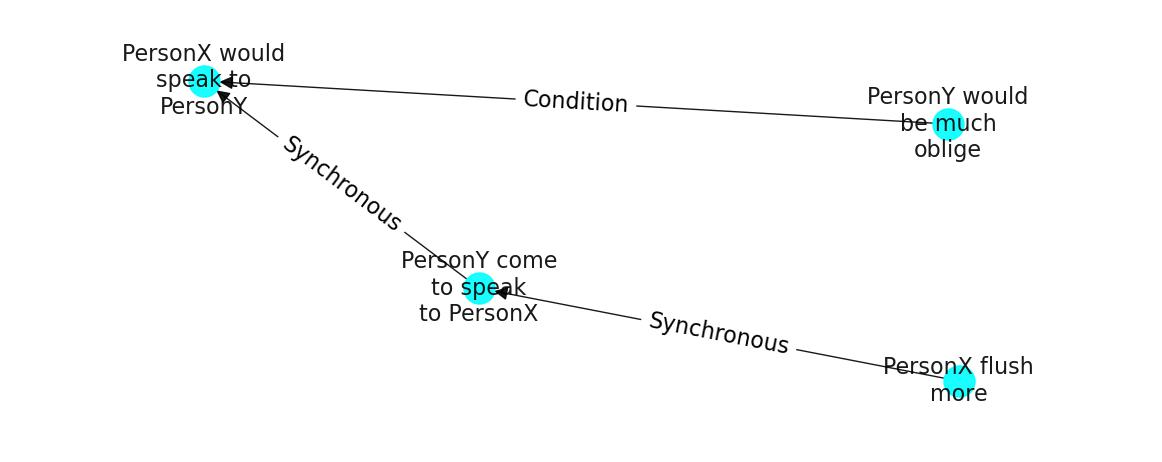 PersonX would
speak to
PersonY
Condition
PersonY would
be much
oblige
Synchronous
PersonY come
to speak
to PersonX
Synchronous
PersonX flush
more